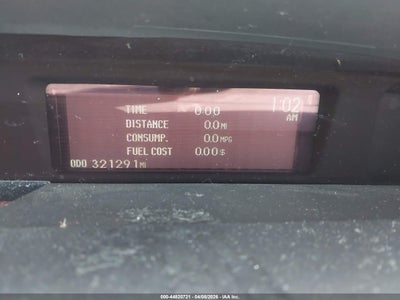 TIME 0:00 1:02
AM
DISTANCE 0.0 MI
CONSUMP. 0.0 MPG
FUEL COST 0.00 $
ODO 321291 MI
000-44820731 - 04/08/2026 - IAA Inc.